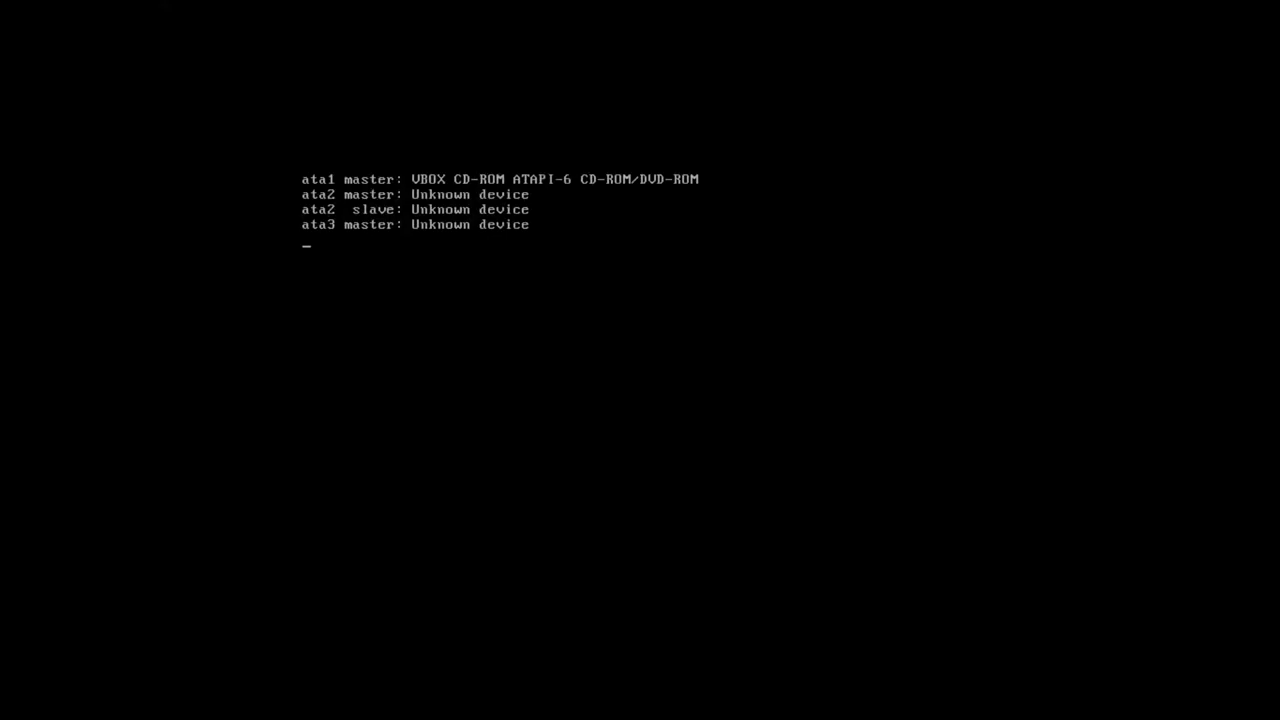 ata1 master: VBOX CD-ROM ATAPI-6 CD-ROM/DVD-ROM
ata2 master: Unknown device
ata2  slave: Unknown device
ata3 master: Unknown device
_